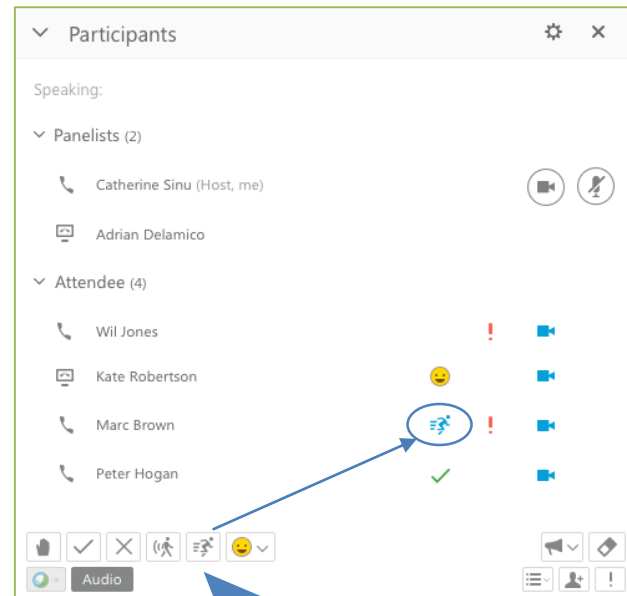 Participants
Speaking:
Panelists (2)
Catherine Sinu (Host, me)
Adrian Delamico
Attendee (4)
Wil Jones
Kate Robertson
Marc Brown
Peter Hogan
Audio